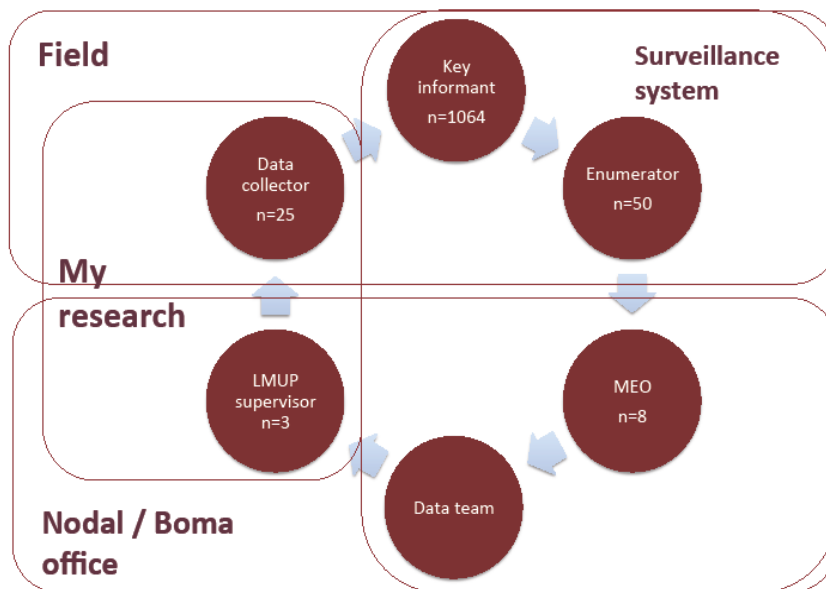 Field
Surveillance
system
Key
informant
n=1064
Data
collector
n=25
Enumerator
n=50
My
research
LMUP
supervisor
n=3
MEO
n=8
Data team
Nodal / Boma
office